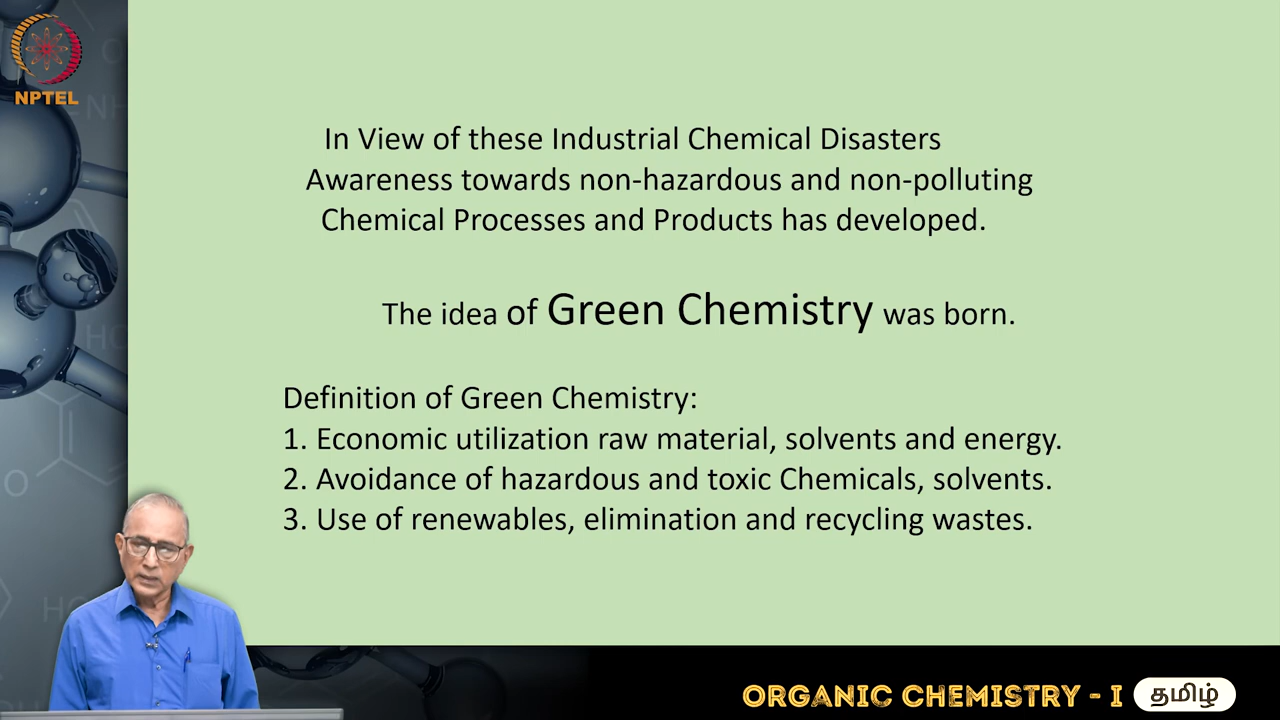 NPTEL
In View of these Industrial Chemical Disasters
Awareness towards non-hazardous and non-polluting
Chemical Processes and Products has developed.
The idea of Green Chemistry was born.
Definition of Green Chemistry:
1. Economic utilization raw material, solvents and energy.
2. Avoidance of hazardous and toxic Chemicals, solvents.
3. Use of renewables, elimination and recycling wastes.
ORGANIC CHEMISTRY - I தமிழ்